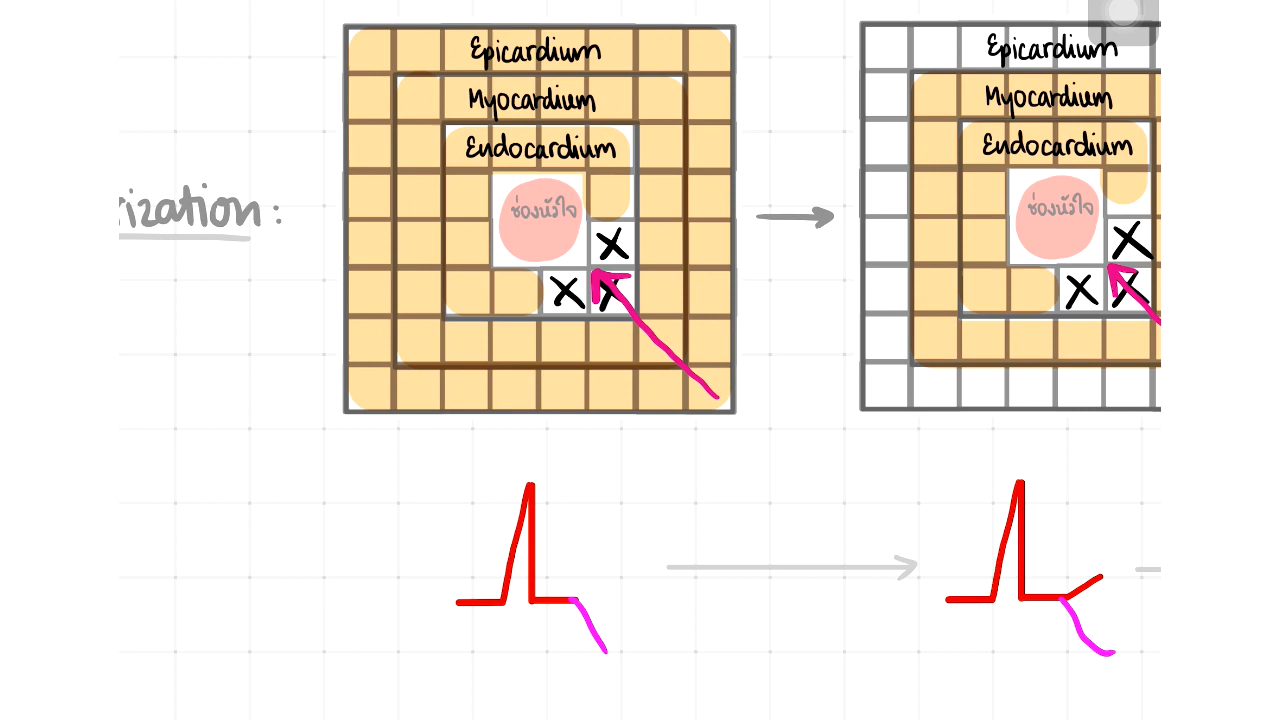 Epicardium
Myocardium
Endocardium
ช่องหัวใจ
X
X X
rization:
Epicardium
Myocardium
Endocardium
ช่องหัวใจ
X
X X